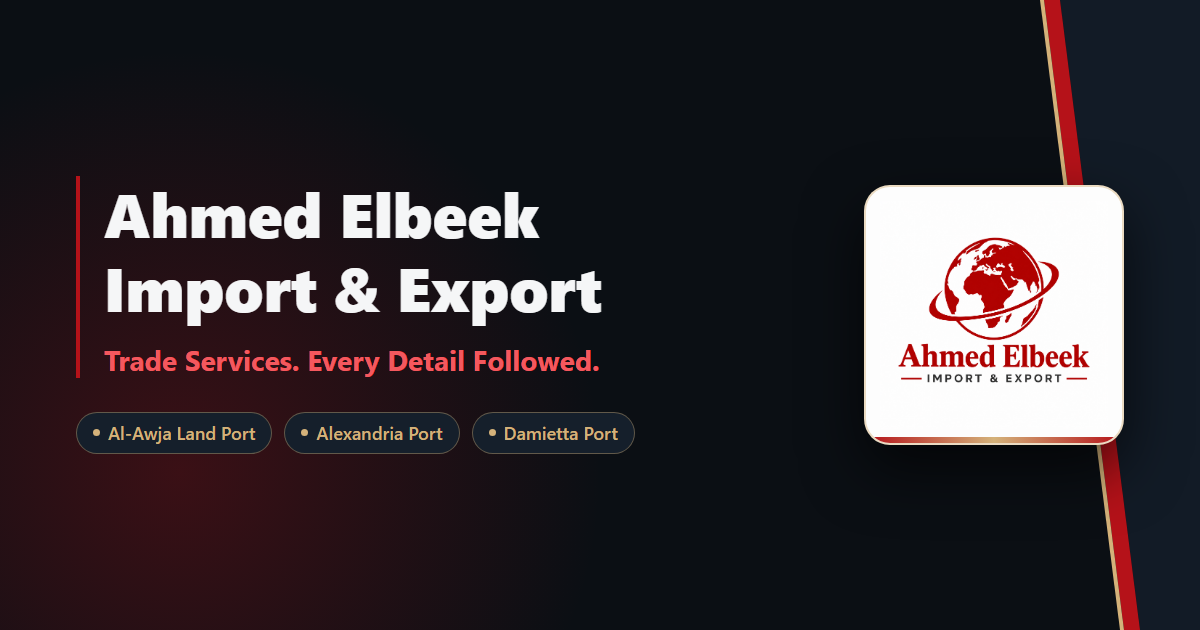 Ahmed Elbeek
Import & Export
Trade Services. Every Detail Followed.
Al-Awja Land Port
Alexandria Port
Damietta Port
Ahmed Elbeek
IMPORT & EXPORT